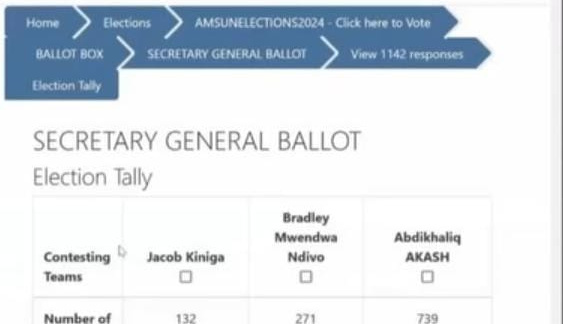 Home Elections AMSUNELECTIONS2024 - Click here to Vote
BALLOT BOX SECRETARY GENERAL BALLOT View 1142 responses
Election Tally
SECRETARY GENERAL BALLOT
Election Tally
Contesting Teams
Jacob Kiniga
Bradley
Mwendwa
Ndivo
Abdikhaliq
AKASH
Number of 132 271 739